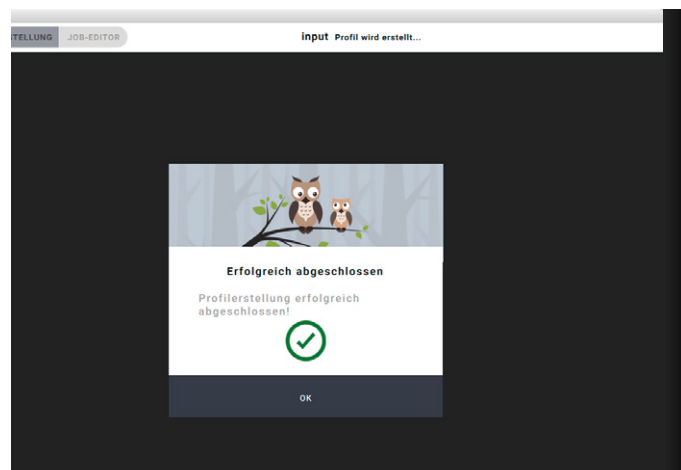 TELLUNG JOB-EDITOR input Profil wird erstellt...
Erfolgreich abgeschlossen
Profilerstellung erfolgreich
abgeschlossen!
OK